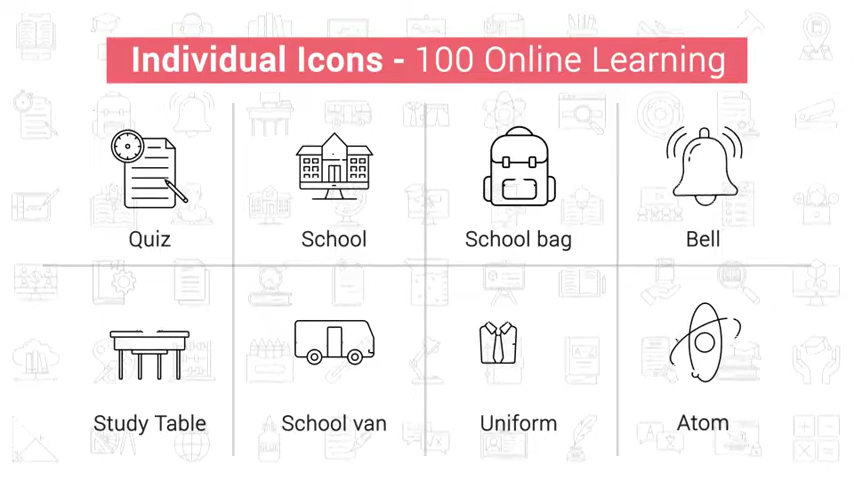 Individual Icons - 100 Online Learning
Quiz
School
School bag
Bell
Study Table
School van
Uniform
Atom